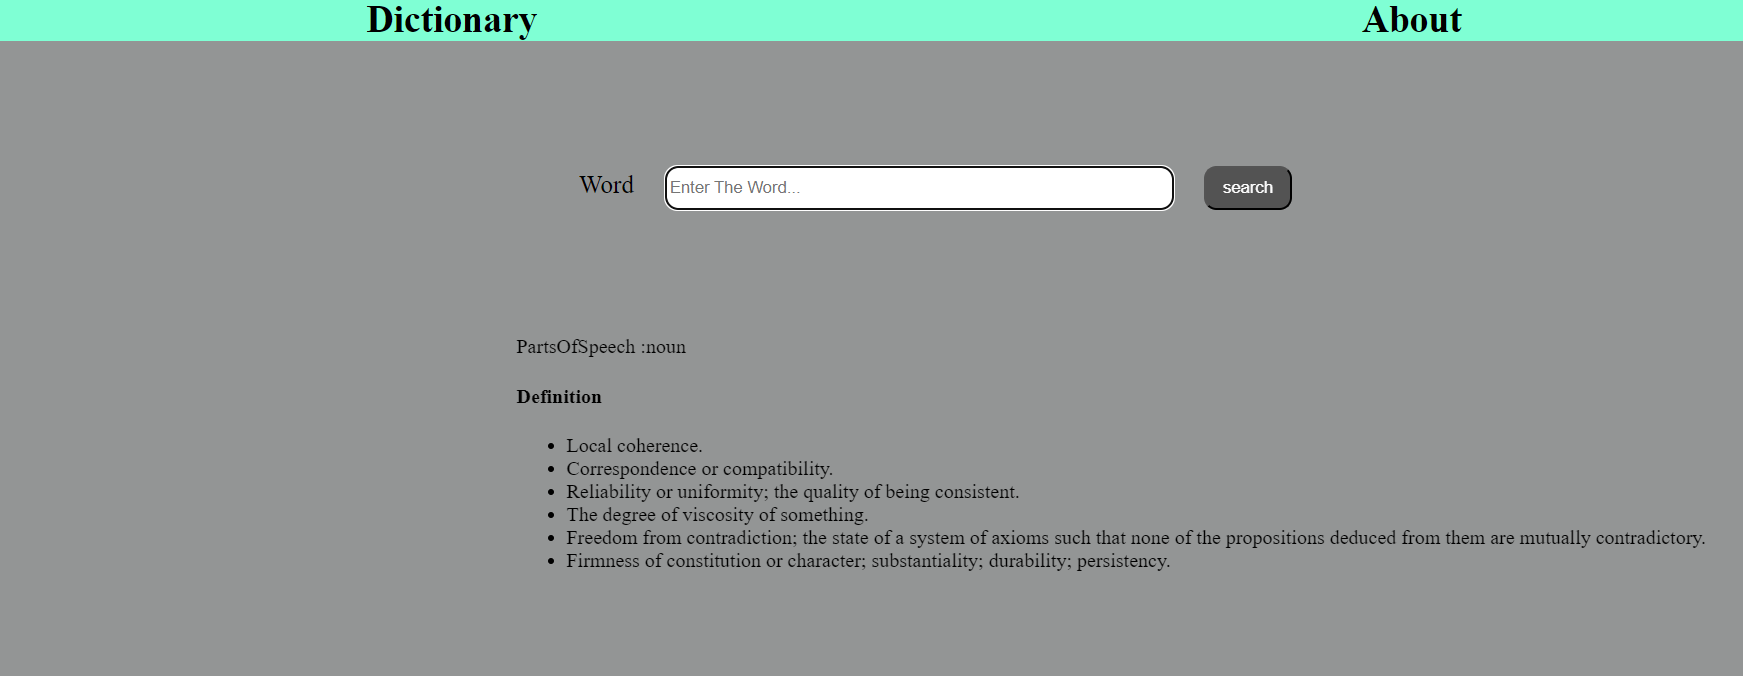 Dictionary About
Word Enter The Word... search
PartsOfSpeech :noun
Definition
• Local coherence.
• Correspondence or compatibility.
• Reliability or uniformity; the quality of being consistent.
• The degree of viscosity of something.
• Freedom from contradiction; the state of a system of axioms such that none of the propositions deduced from them are mutually contradictory.
• Firmness of constitution or character; substantiality; durability; persistency.